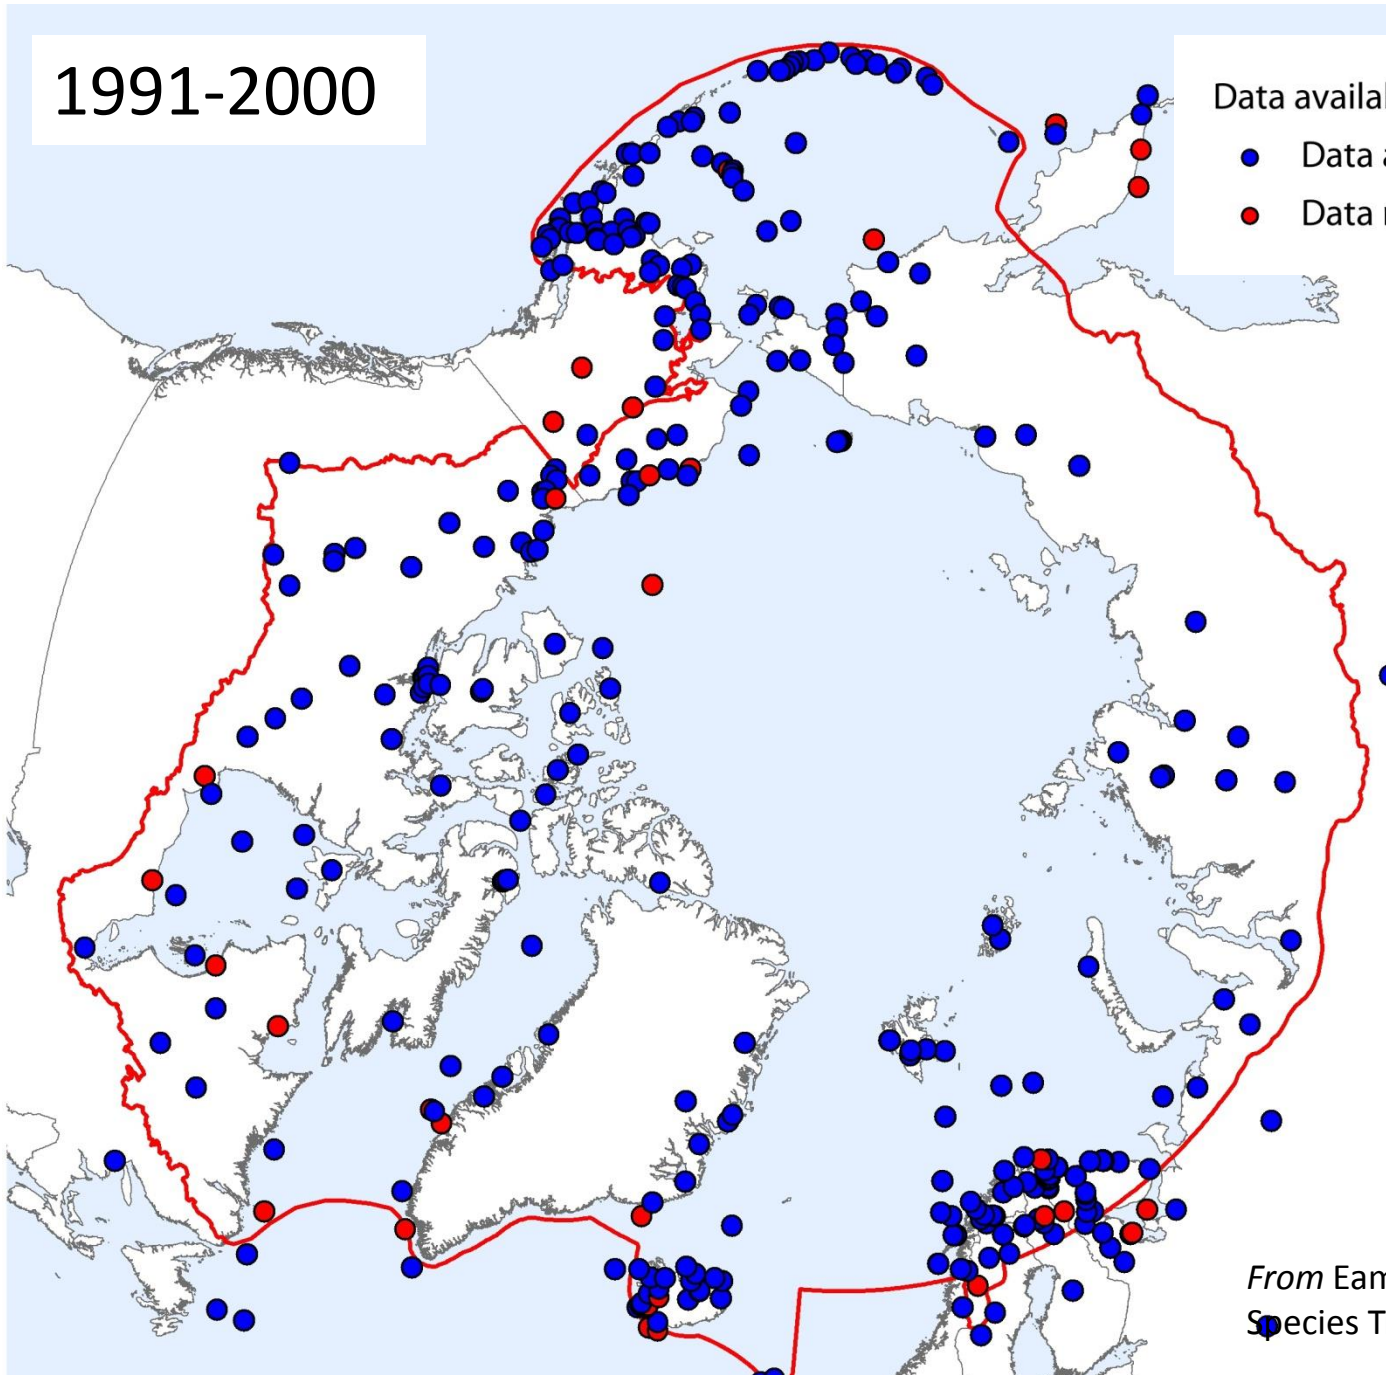 1991-2000
Data availal
Data a
Data r
From Eam
Species T